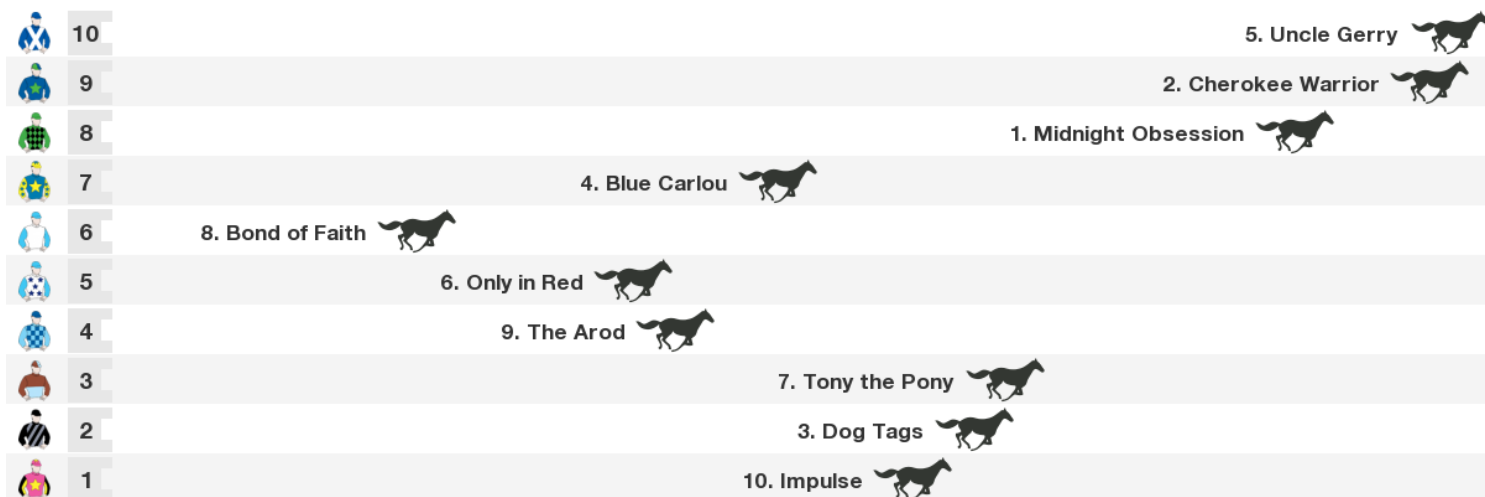 10 5. Uncle Gerry
9 2. Cherokee Warrior
8 1. Midnight Obsession
7 4. Blue Carlou
6 8. Bond of Faith
5 6. Only in Red
4 9. The Arod
3 7. Tony the Pony
2 3. Dog Tags
1 10. Impulse